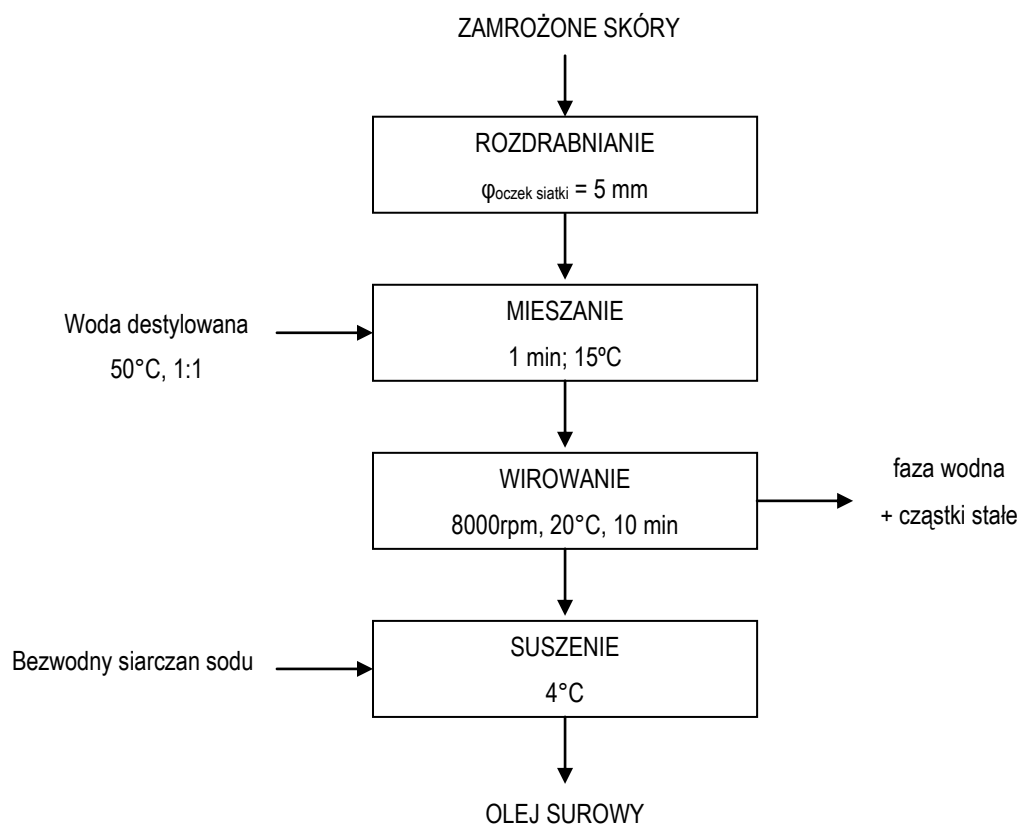 ZAMROŻONE SKÓRY
ROZDRABNIANIE
φoczek siatki = 5 mm
Woda destylowana
50°C, 1:1
MIESZANIE
1 min; 15ºC
WIROWANIE
8000rpm, 20°C, 10 min
faza wodna
+ cząstki stałe
Bezwodny siarczan sodu
SUSZENIE
4°C
OLEJ SUROWY